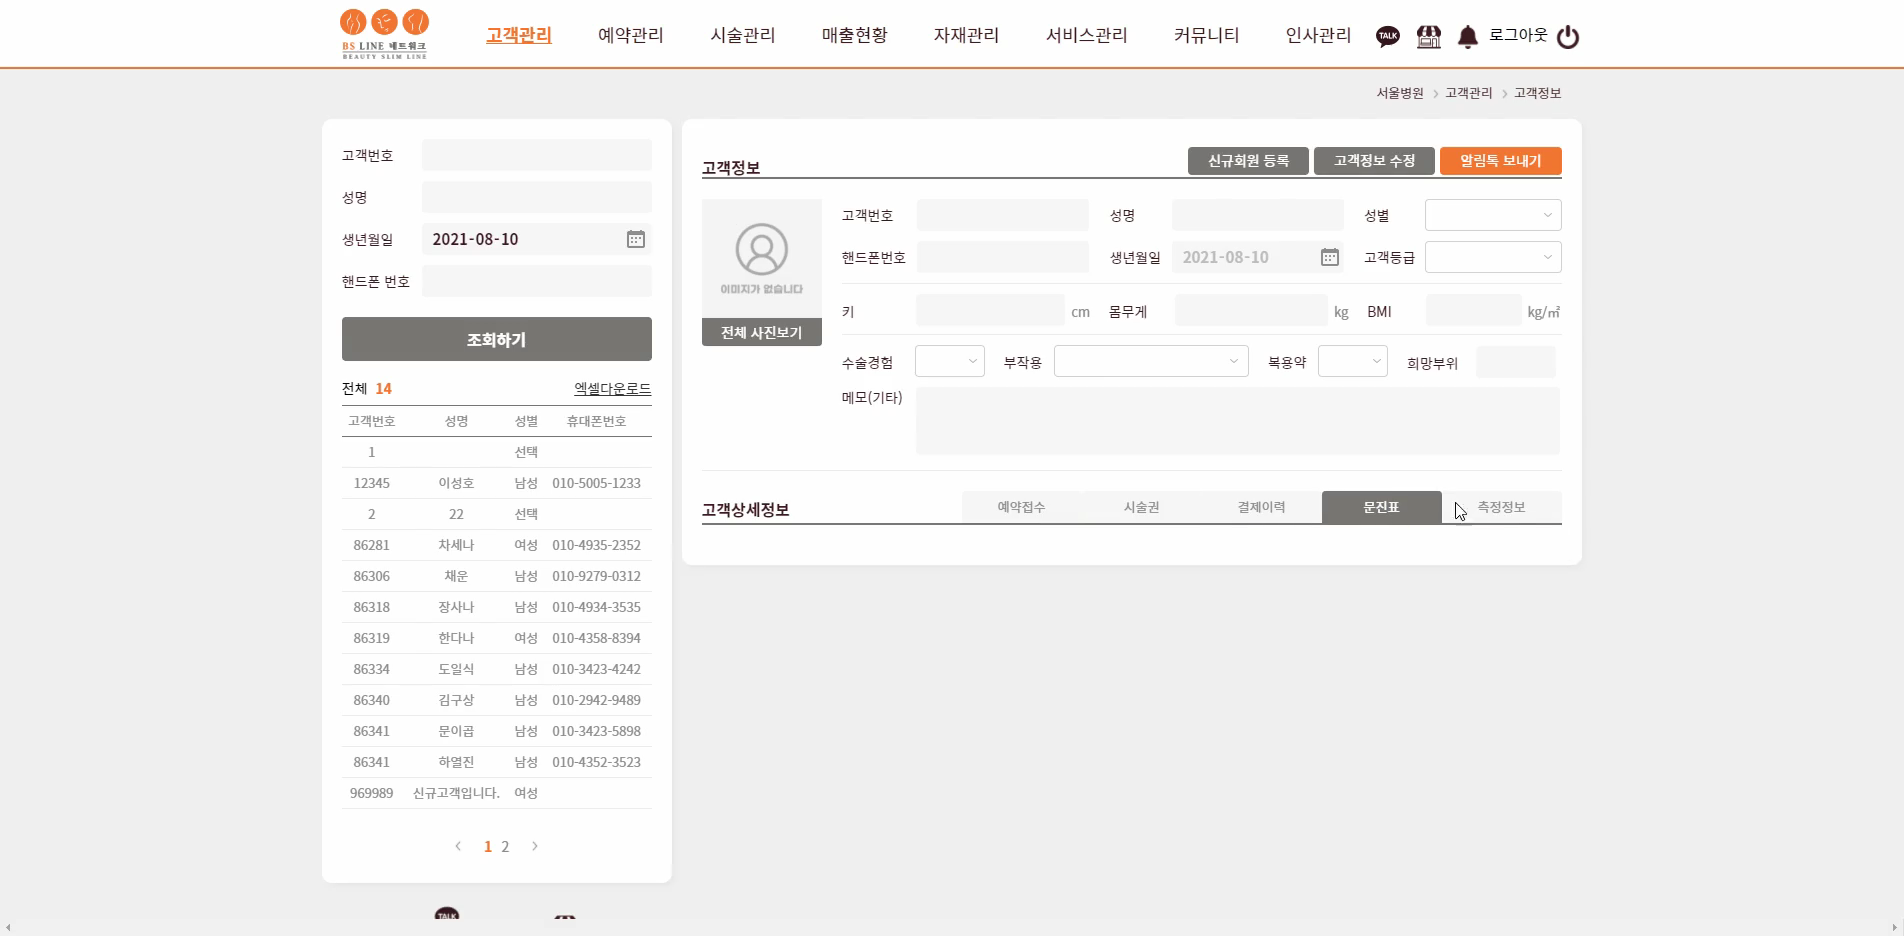 BS LINE 네트워크
BEAUTY SLIM LINE
고객관리 예약관리 시술관리 매출현황 자재관리 서비스관리 커뮤니티 인사관리 TALK 로그아웃
서울병원 > 고객관리 > 고객정보
고객번호
성명
생년월일 2021-08-10
핸드폰 번호
조회하기
전체 14 엑셀다운로드
고객번호 성명 성별 휴대폰번호
1 선택
12345 이성호 남성 010-5005-1233
2 22 선택
86281 차세나 여성 010-4935-2352
86306 채운 남성 010-9279-0312
86318 장사나 남성 010-4934-3535
86319 한다나 여성 010-4358-8394
86334 도일식 남성 010-3423-4242
86340 김구상 남성 010-2942-9489
86341 문이곱 남성 010-3423-5898
86341 하열진 남성 010-4352-3523
969989 신규고객입니다. 여성
< 1 2 >
TALK
고객정보 신규회원 등록 고객정보 수정 알림톡 보내기
이미지가 없습니다
전체 사진보기
고객번호 성명 성별
핸드폰번호 생년월일 2021-08-10 고객등급
키 cm 몸무게 kg BMI kg/㎡
수술경험 부작용 복용약 희망부위
메모(기타)
고객상세정보 예약접수 시술권 결제이력 문진표 측정정보